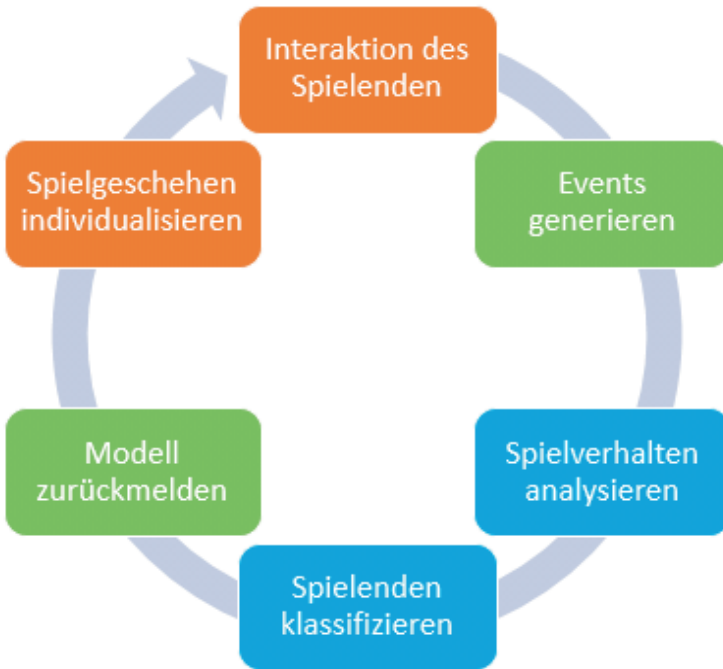 Interaktion des
Spielenden
Events
generieren
Spielverhalten
analysieren
Spielenden
klassifizieren
Modell
zurückmelden
Spielgeschehen
individualisieren